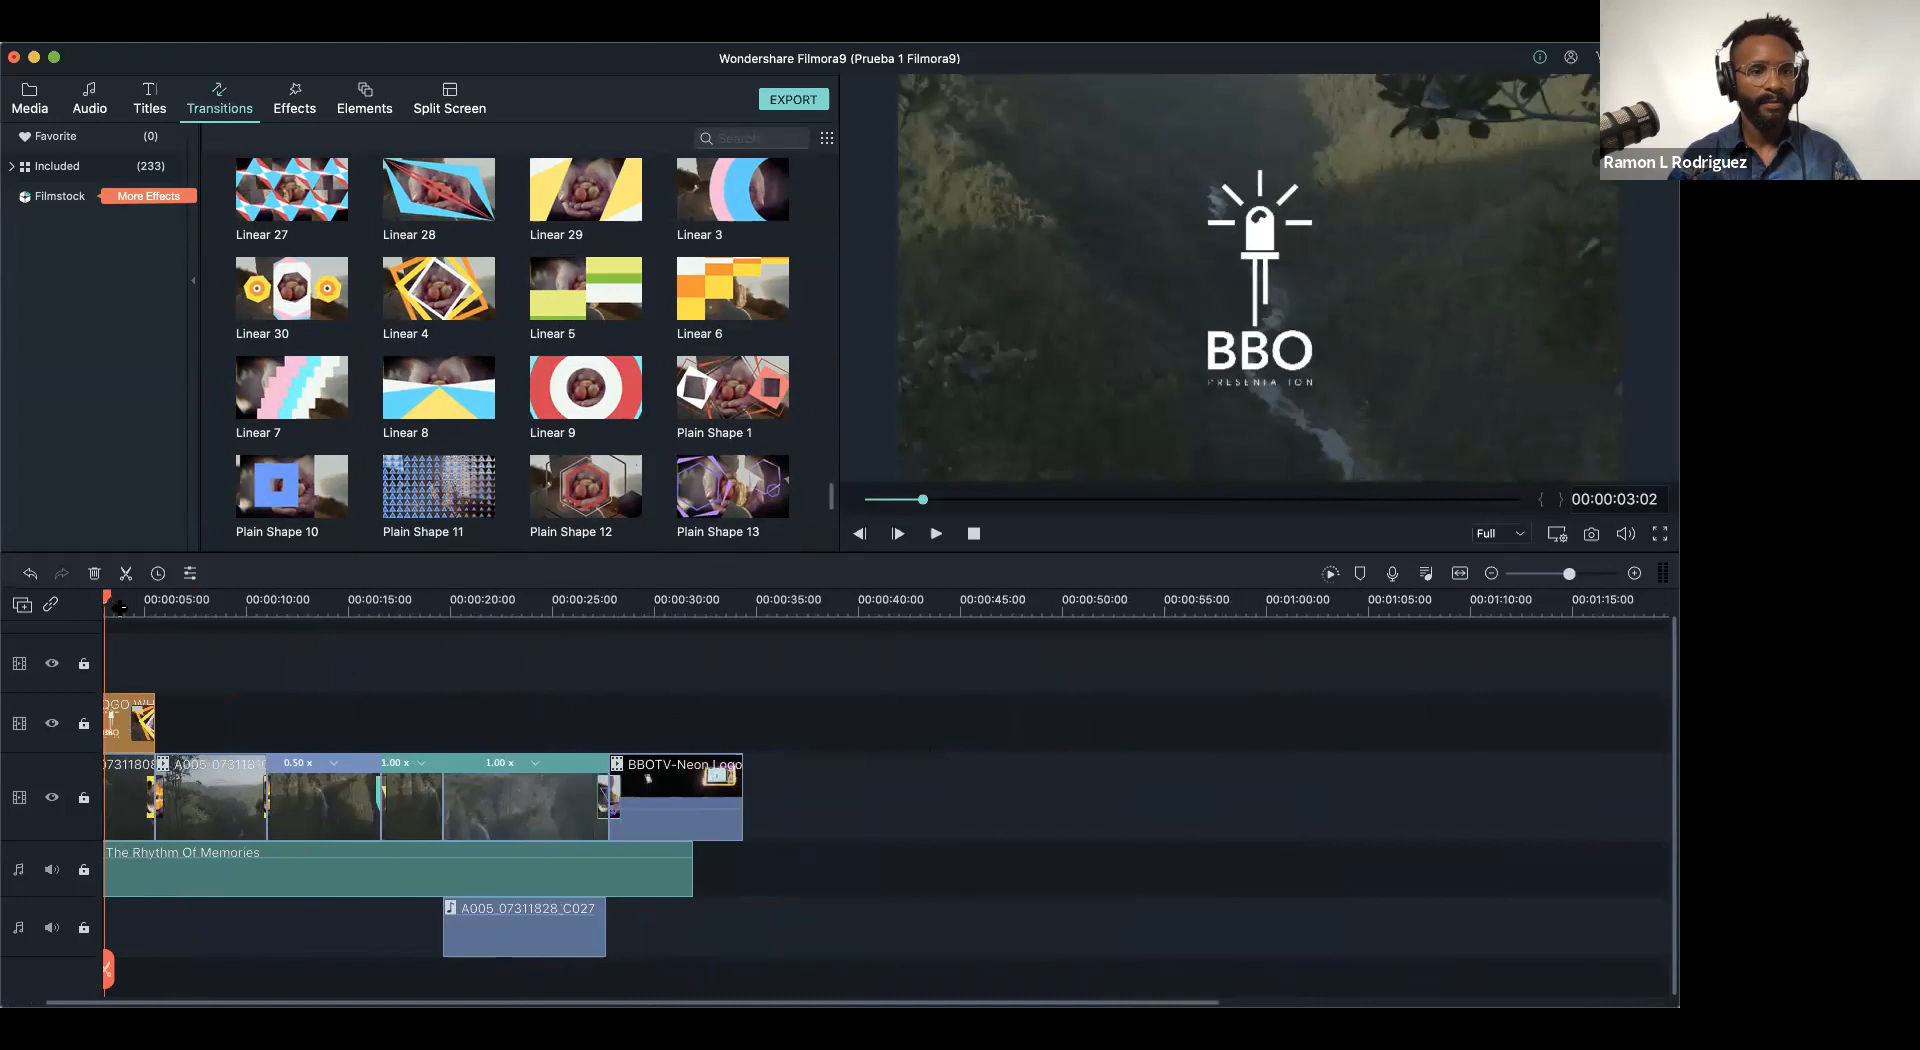 Wondershare Filmora9 (Prueba 1 Filmora9)
Ramon L Rodriguez
Media
Audio
Titles
Transitions
Effects
Elements
Split Screen
EXPORT
Favorite (0)
Included (233)
Filmstock More Effects
Search
Linear 27
Linear 28
Linear 29
Linear 3
Linear 30
Linear 4
Linear 5
Linear 6
Linear 7
Linear 8
Linear 9
Plain Shape 1
Plain Shape 10
Plain Shape 11
Plain Shape 12
Plain Shape 13
BBO
PRESENTA TION
00:00:03:02
Full
00:00:05:00
00:00:10:00
00:00:15:00
00:00:20:00
00:00:25:00
00:00:30:00
00:00:35:00
00:00:40:00
00:00:45:00
00:00:50:00
00:00:55:00
00:01:00:00
00:01:05:00
00:01:10:00
00:01:15:00
OGO WH
BBO
0731180
A005_0731181
0.50 x
1.00 x
1.00 x
BBOTV-Neon Logo
The Rhythm Of Memories
A005_07311828_C027